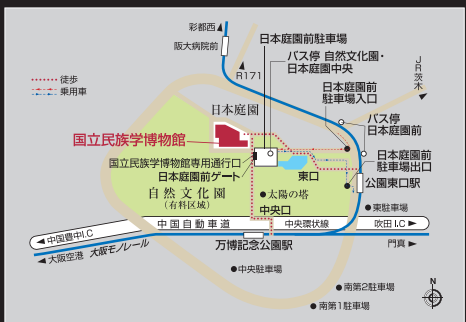 彩都西
阪大病院前
R171
日本庭園前駐車場
バス停 自然文化園・
日本庭園中央
JR茨木
徒歩
乗用車
日本庭園
日本庭園前
駐車場入口
バス停
日本庭園前
国立民族学博物館
国立民族学博物館専用通行口
日本庭園前ゲート
東口
日本庭園前
駐車場出口
公園東口駅
自然文化園
(有料区域)
太陽の塔
中央口
東駐車場
中国自動車道
中央環状線
吹田 I.C
中国豊中I.C
大阪空港
大阪モノレール
万博記念公園駅
門真
中央駐車場
南第2駐車場
南第1駐車場
N